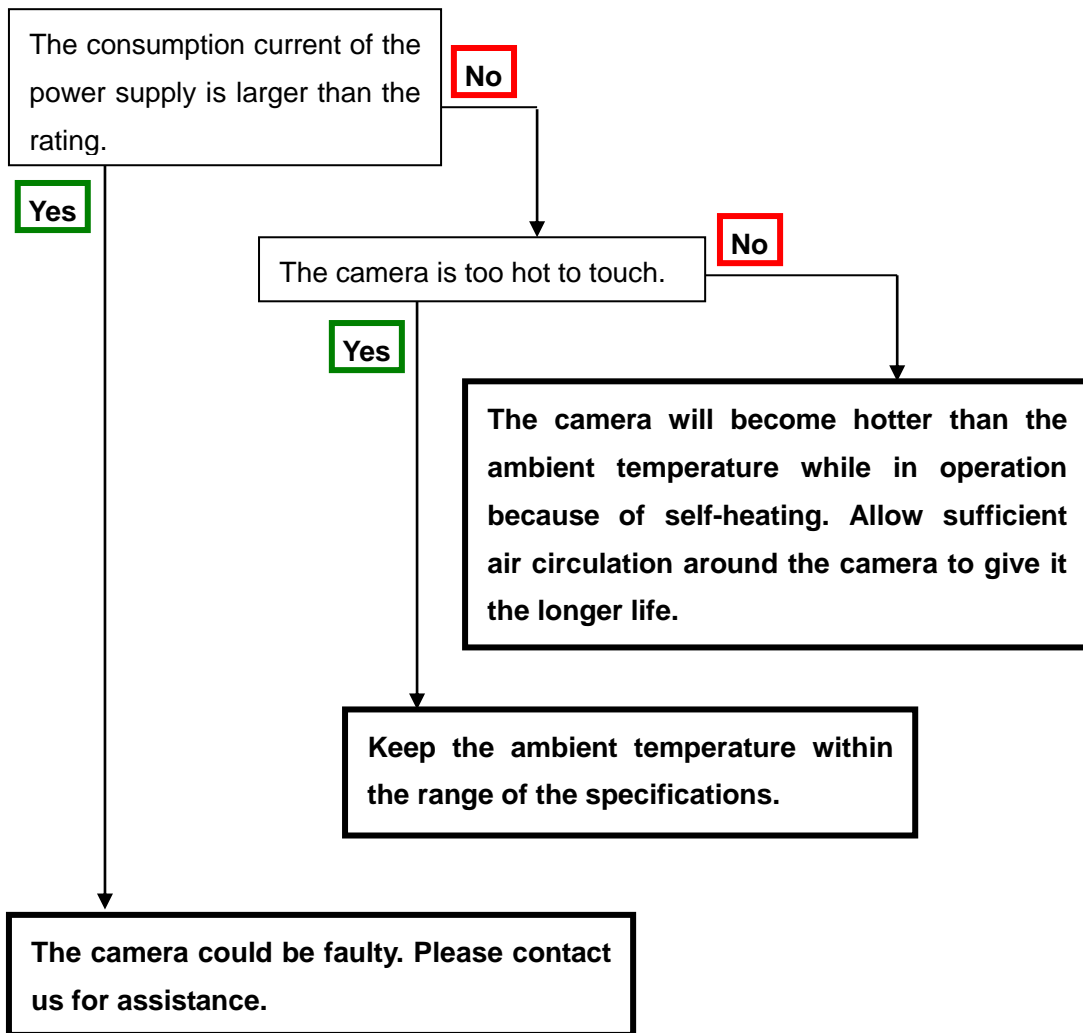 The consumption current of the
power supply is larger than the
rating.
No
Yes
The camera is too hot to touch.
No
Yes
The camera will become hotter than the
ambient temperature while in operation
because of self-heating. Allow sufficient
air circulation around the camera to give it
the longer life.
Keep the ambient temperature within
the range of the specifications.
The camera could be faulty. Please contact
us for assistance.